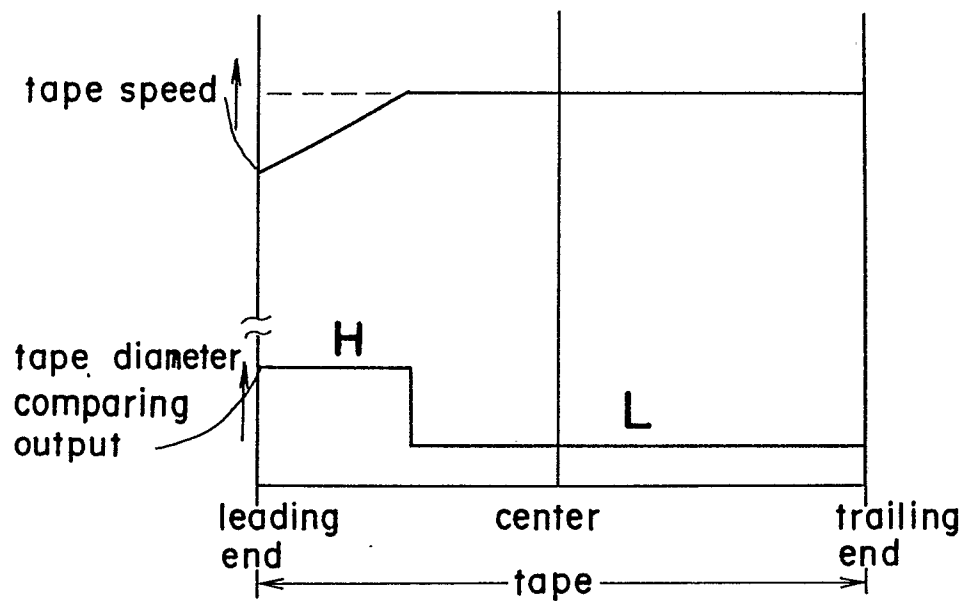 tape speed
H
tape diameter
comparing
output
L
leading
end
center
trailing
end
tape